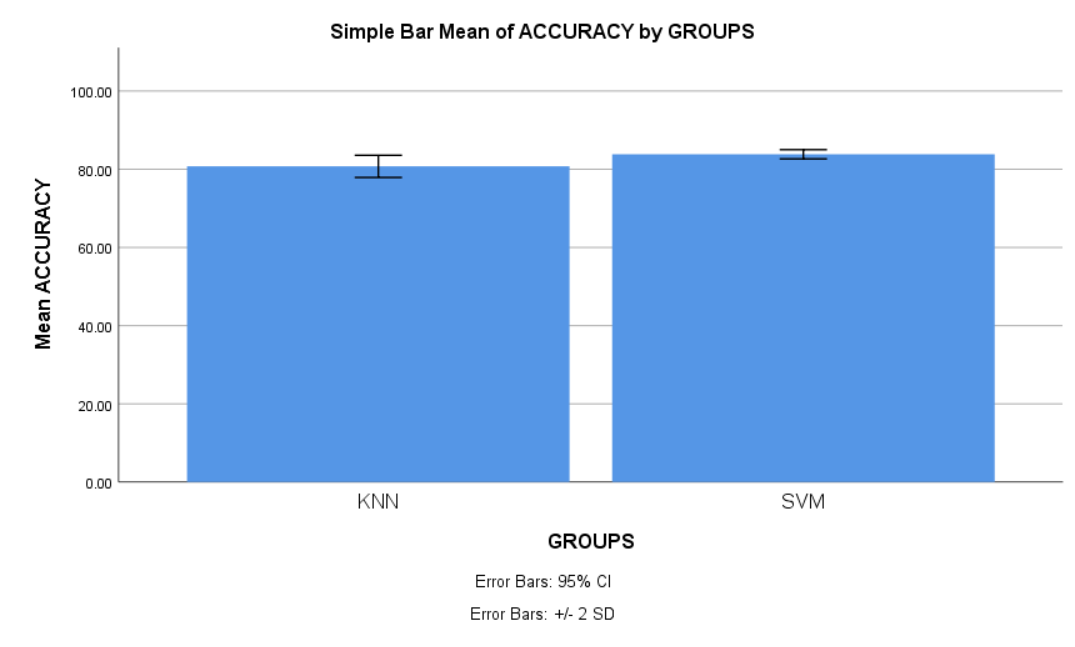 Simple Bar Mean of ACCURACY by GROUPS
Mean ACCURACY
100.00
80.00
60.00
40.00
20.00
0.00
KNN
SVM
GROUPS
Error Bars: 95% CI
Error Bars: +/- 2 SD